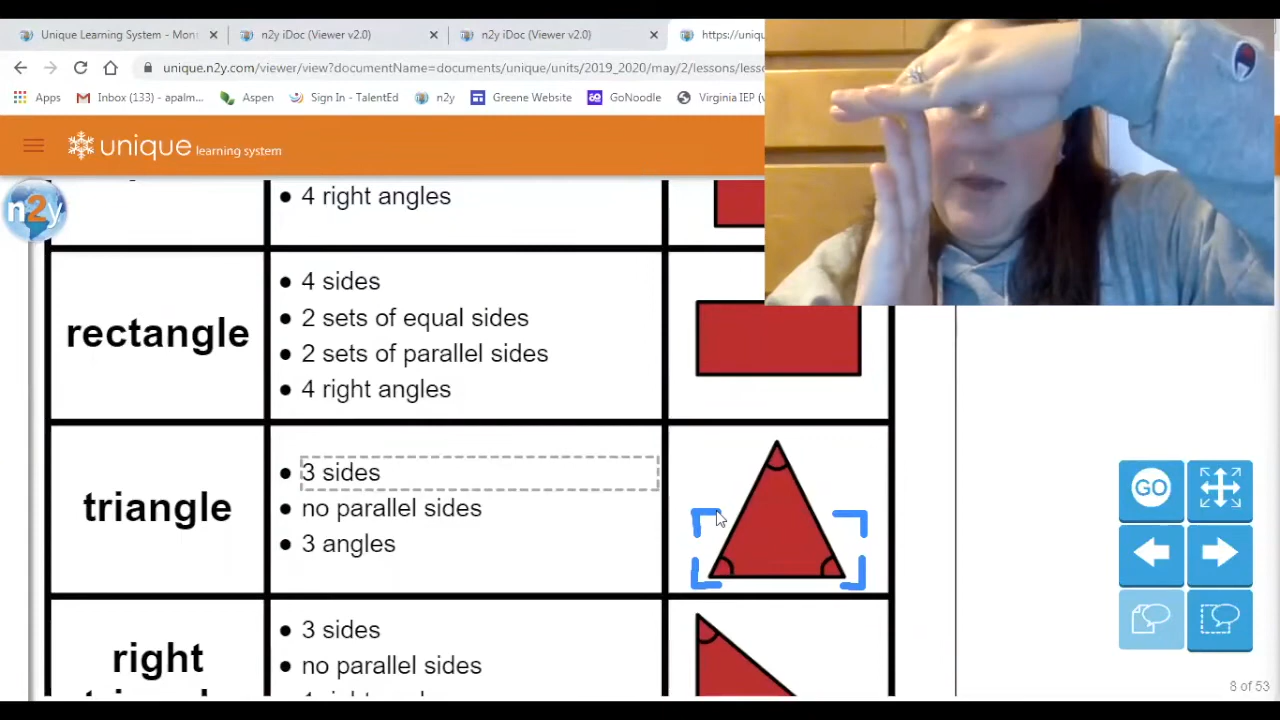 Unique Learning System - Mon
n2y iDoc (Viewer v2.0)
n2y iDoc (Viewer v2.0)
https://uniqu
unique.n2y.com/viewer/view?documentName=documents/unique/units/2019_2020/may/2/lessons/lesso
Apps
Inbox (133) - apalm...
Aspen
Sign In - TalentEd
n2y
Greene Website
GoNoodle
Virginia IEP (v
unique learning system
n2y
4 right angles
rectangle
4 sides
2 sets of equal sides
2 sets of parallel sides
4 right angles
triangle
3 sides
no parallel sides
3 angles
right
3 sides
no parallel sides
GO
8 of 53